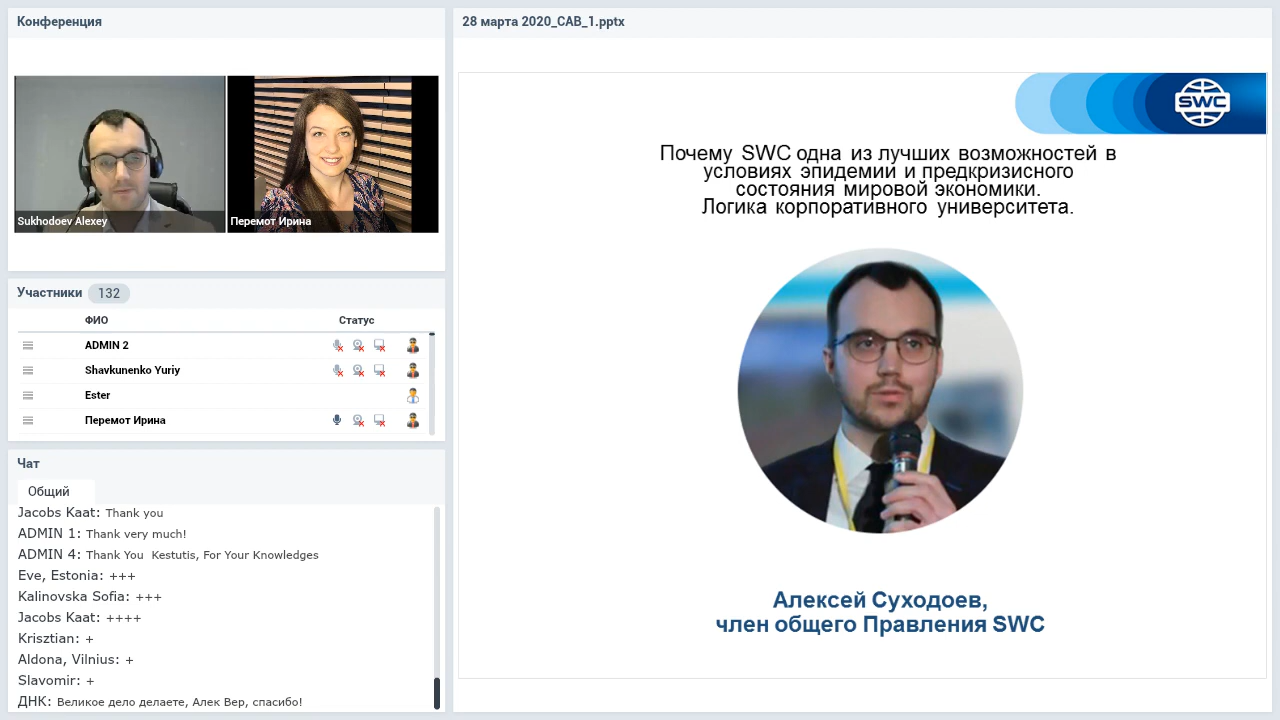 Конференция
Sukhodoev Alexey
Перемот Ирина
Участники 132
ФИО Статус
ADMIN 2
Shavkunenko Yuriy
Ester
Перемот Ирина
Чат
Общий
Jacobs Kaat: Thank you
ADMIN 1: Thank very much!
ADMIN 4: Thank You Kestutis, For Your Knowledges
Eve, Estonia: +++
Kalinovska Sofia: +++
Jacobs Kaat: ++++
Krisztian: +
Aldona, Vilnius: +
Slavomir: +
ДНК: Великое дело делаете, Алек Вер, спасибо!
28 марта 2020_САВ_1.pptx
SWC
Почему SWC одна из лучших возможностей в
условиях эпидемии и предкризисного
состояния мировой экономики.
Логика корпоративного университета.
Алексей Суходоев,
член общего Правления SWC